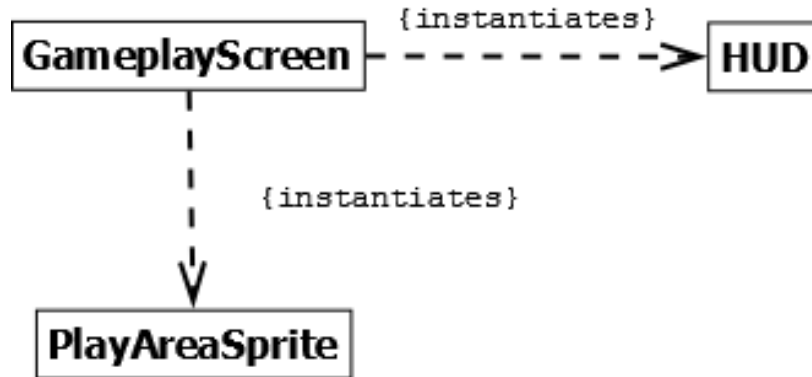 {instantiates}
GameplayScreen
HUD
{instantiates}
PlayAreaSprite